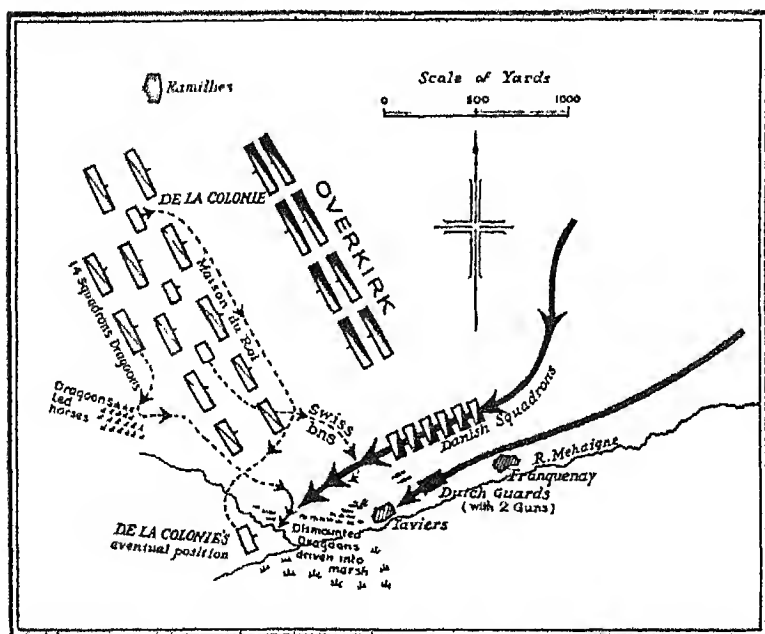 Ramilles
Scale of Yards
0 500 1000
DE LA COLONIE
OVERKIRK
14 Squadrons Dragoons
Maison du Roi
Dragoons
led
horses
Swiss
bns
Danish Squadrons
R. Mehaigne
Franquenay
Dutch Guards
(with 2 Guns)
Taviers
DE LA COLONIE'S
eventual position
Dismounted
Dragoons
driven into
marsh